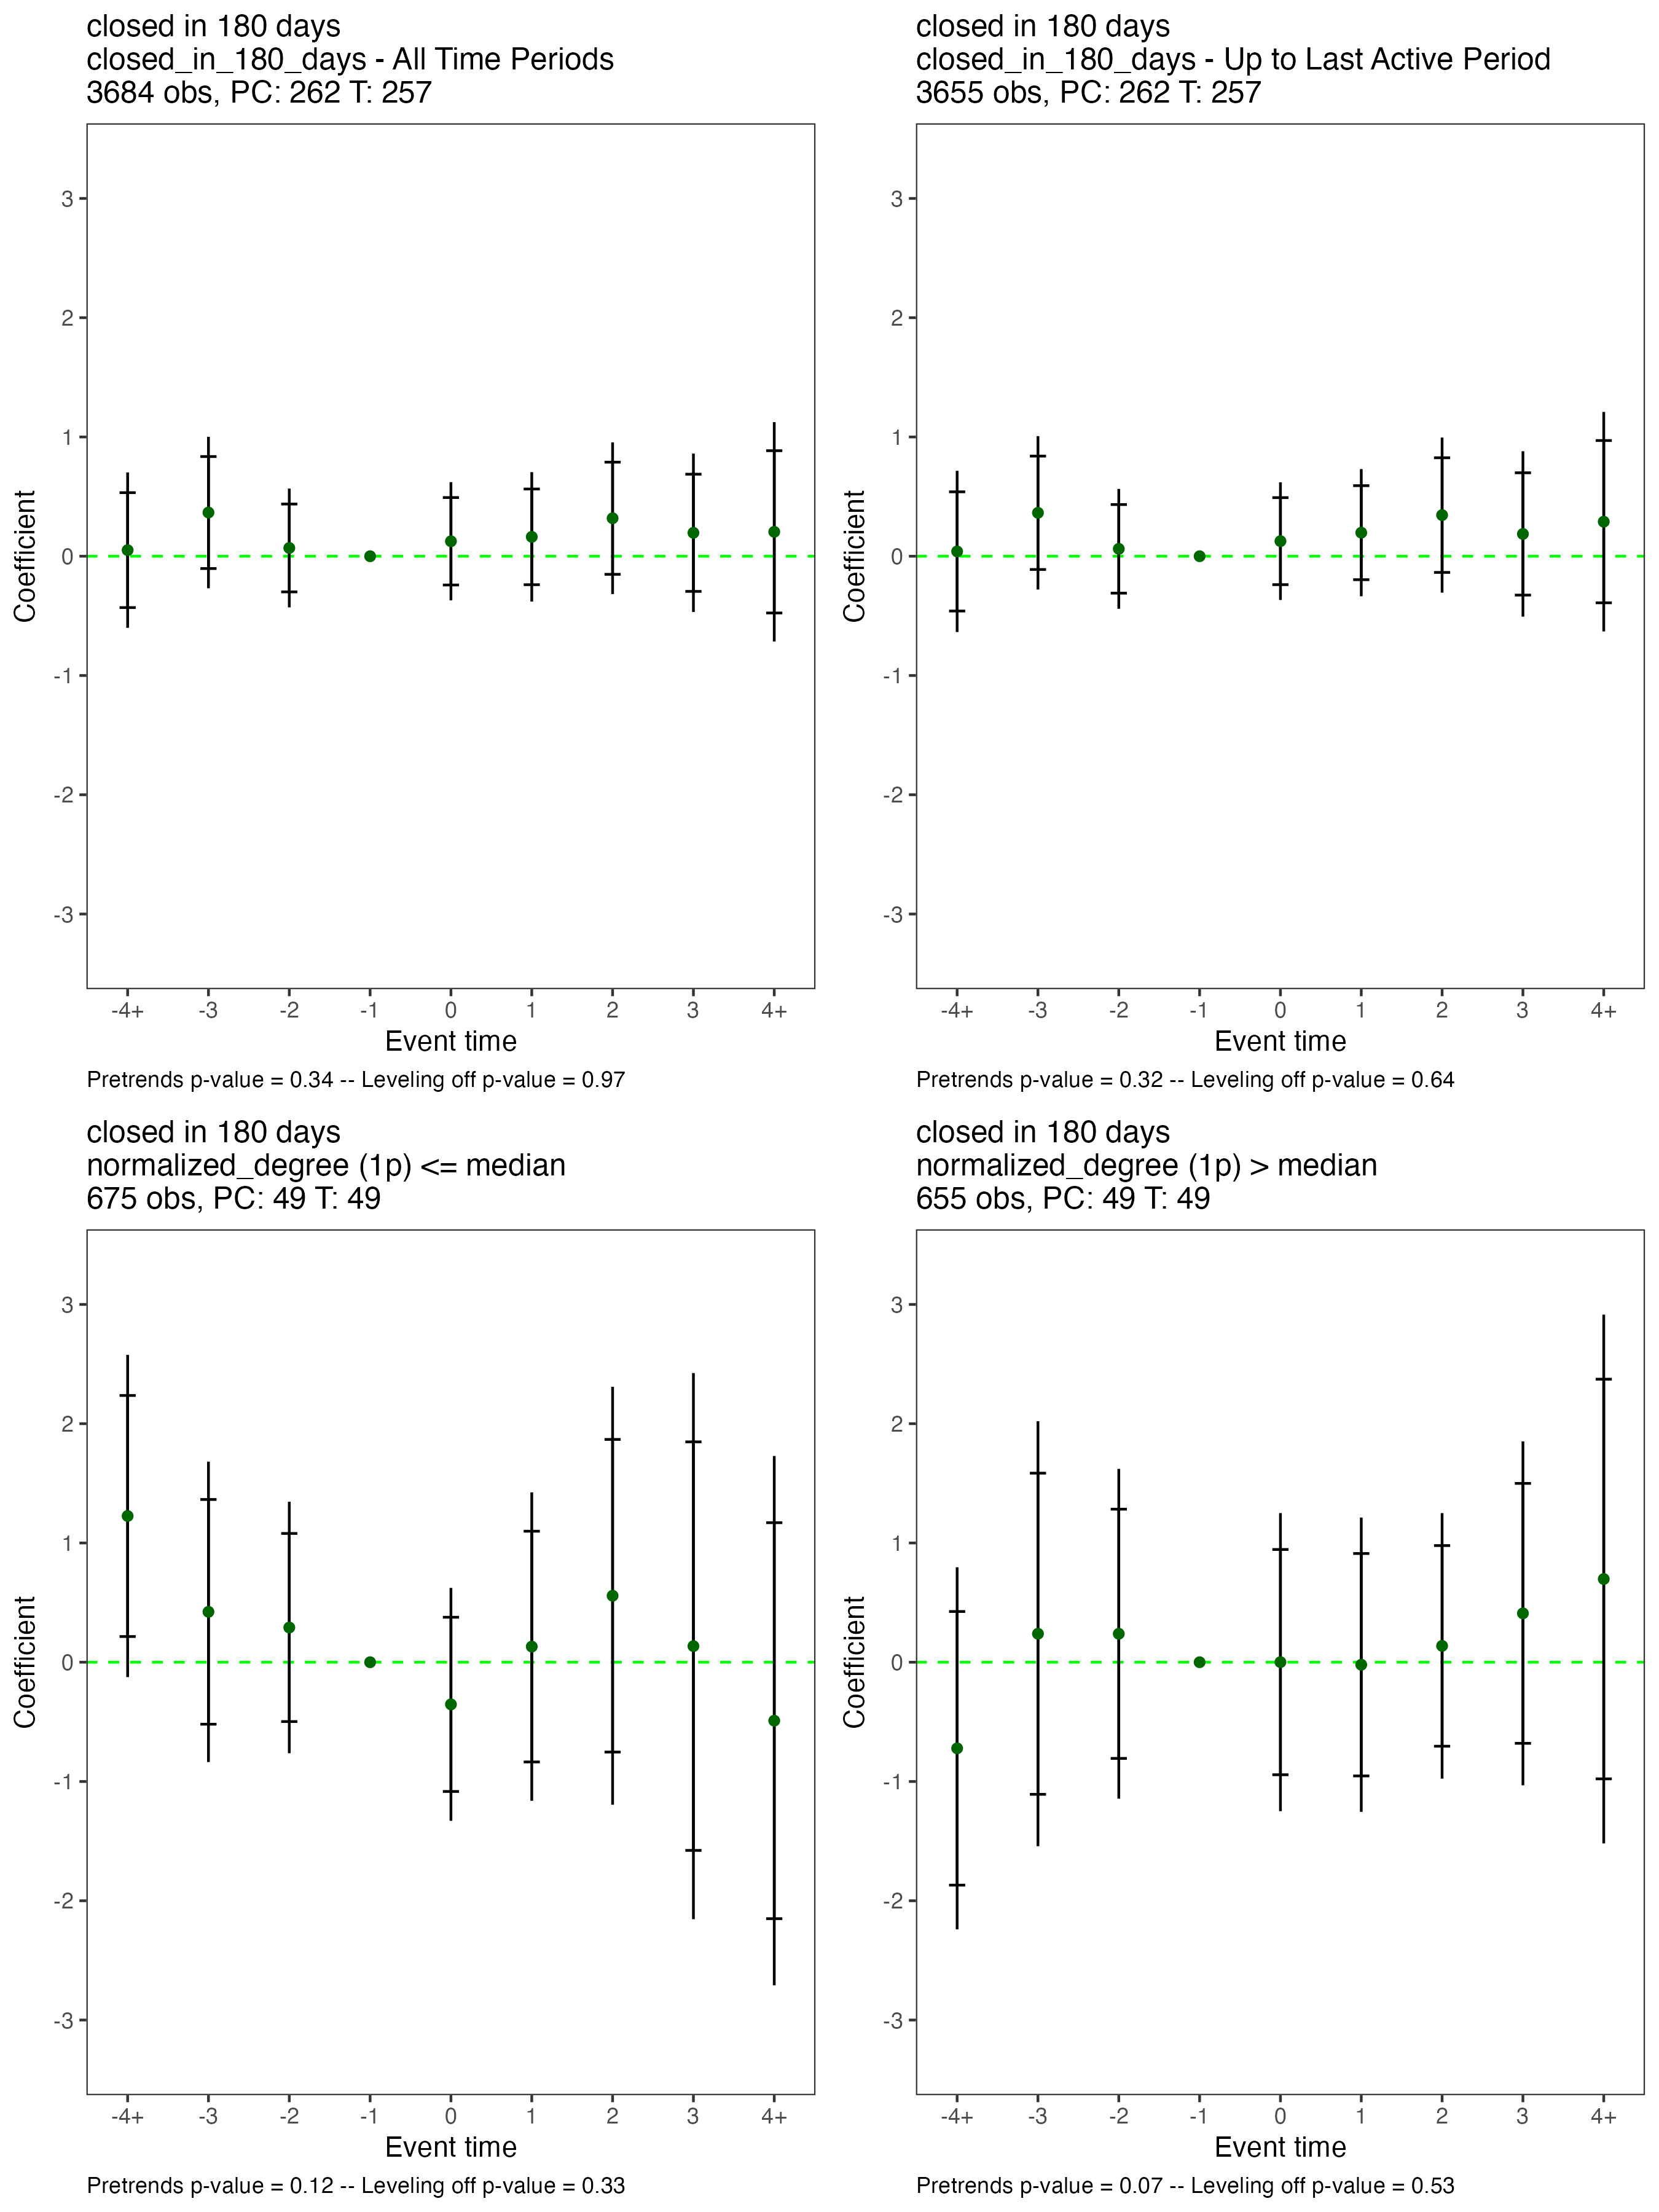 closed in 180 days
closed_in_180_days - All Time Periods
3684 obs, PC: 262 T: 257
3
2
1
0
-1
-2
-3
Coefficient
-4+ -3 -2 -1 0 1 2 3 4+
Event time
Pretrends p-value = 0.34 -- Leveling off p-value = 0.97
closed in 180 days
closed_in_180_days - Up to Last Active Period
3655 obs, PC: 262 T: 257
3
2
1
0
-1
-2
-3
Coefficient
-4+ -3 -2 -1 0 1 2 3 4+
Event time
Pretrends p-value = 0.32 -- Leveling off p-value = 0.64
closed in 180 days
normalized_degree (1p) <= median
675 obs, PC: 49 T: 49
3
2
1
0
-1
-2
-3
Coefficient
-4+ -3 -2 -1 0 1 2 3 4+
Event time
Pretrends p-value = 0.12 -- Leveling off p-value = 0.33
closed in 180 days
normalized_degree (1p) > median
655 obs, PC: 49 T: 49
3
2
1
0
-1
-2
-3
Coefficient
-4+ -3 -2 -1 0 1 2 3 4+
Event time
Pretrends p-value = 0.07 -- Leveling off p-value = 0.53